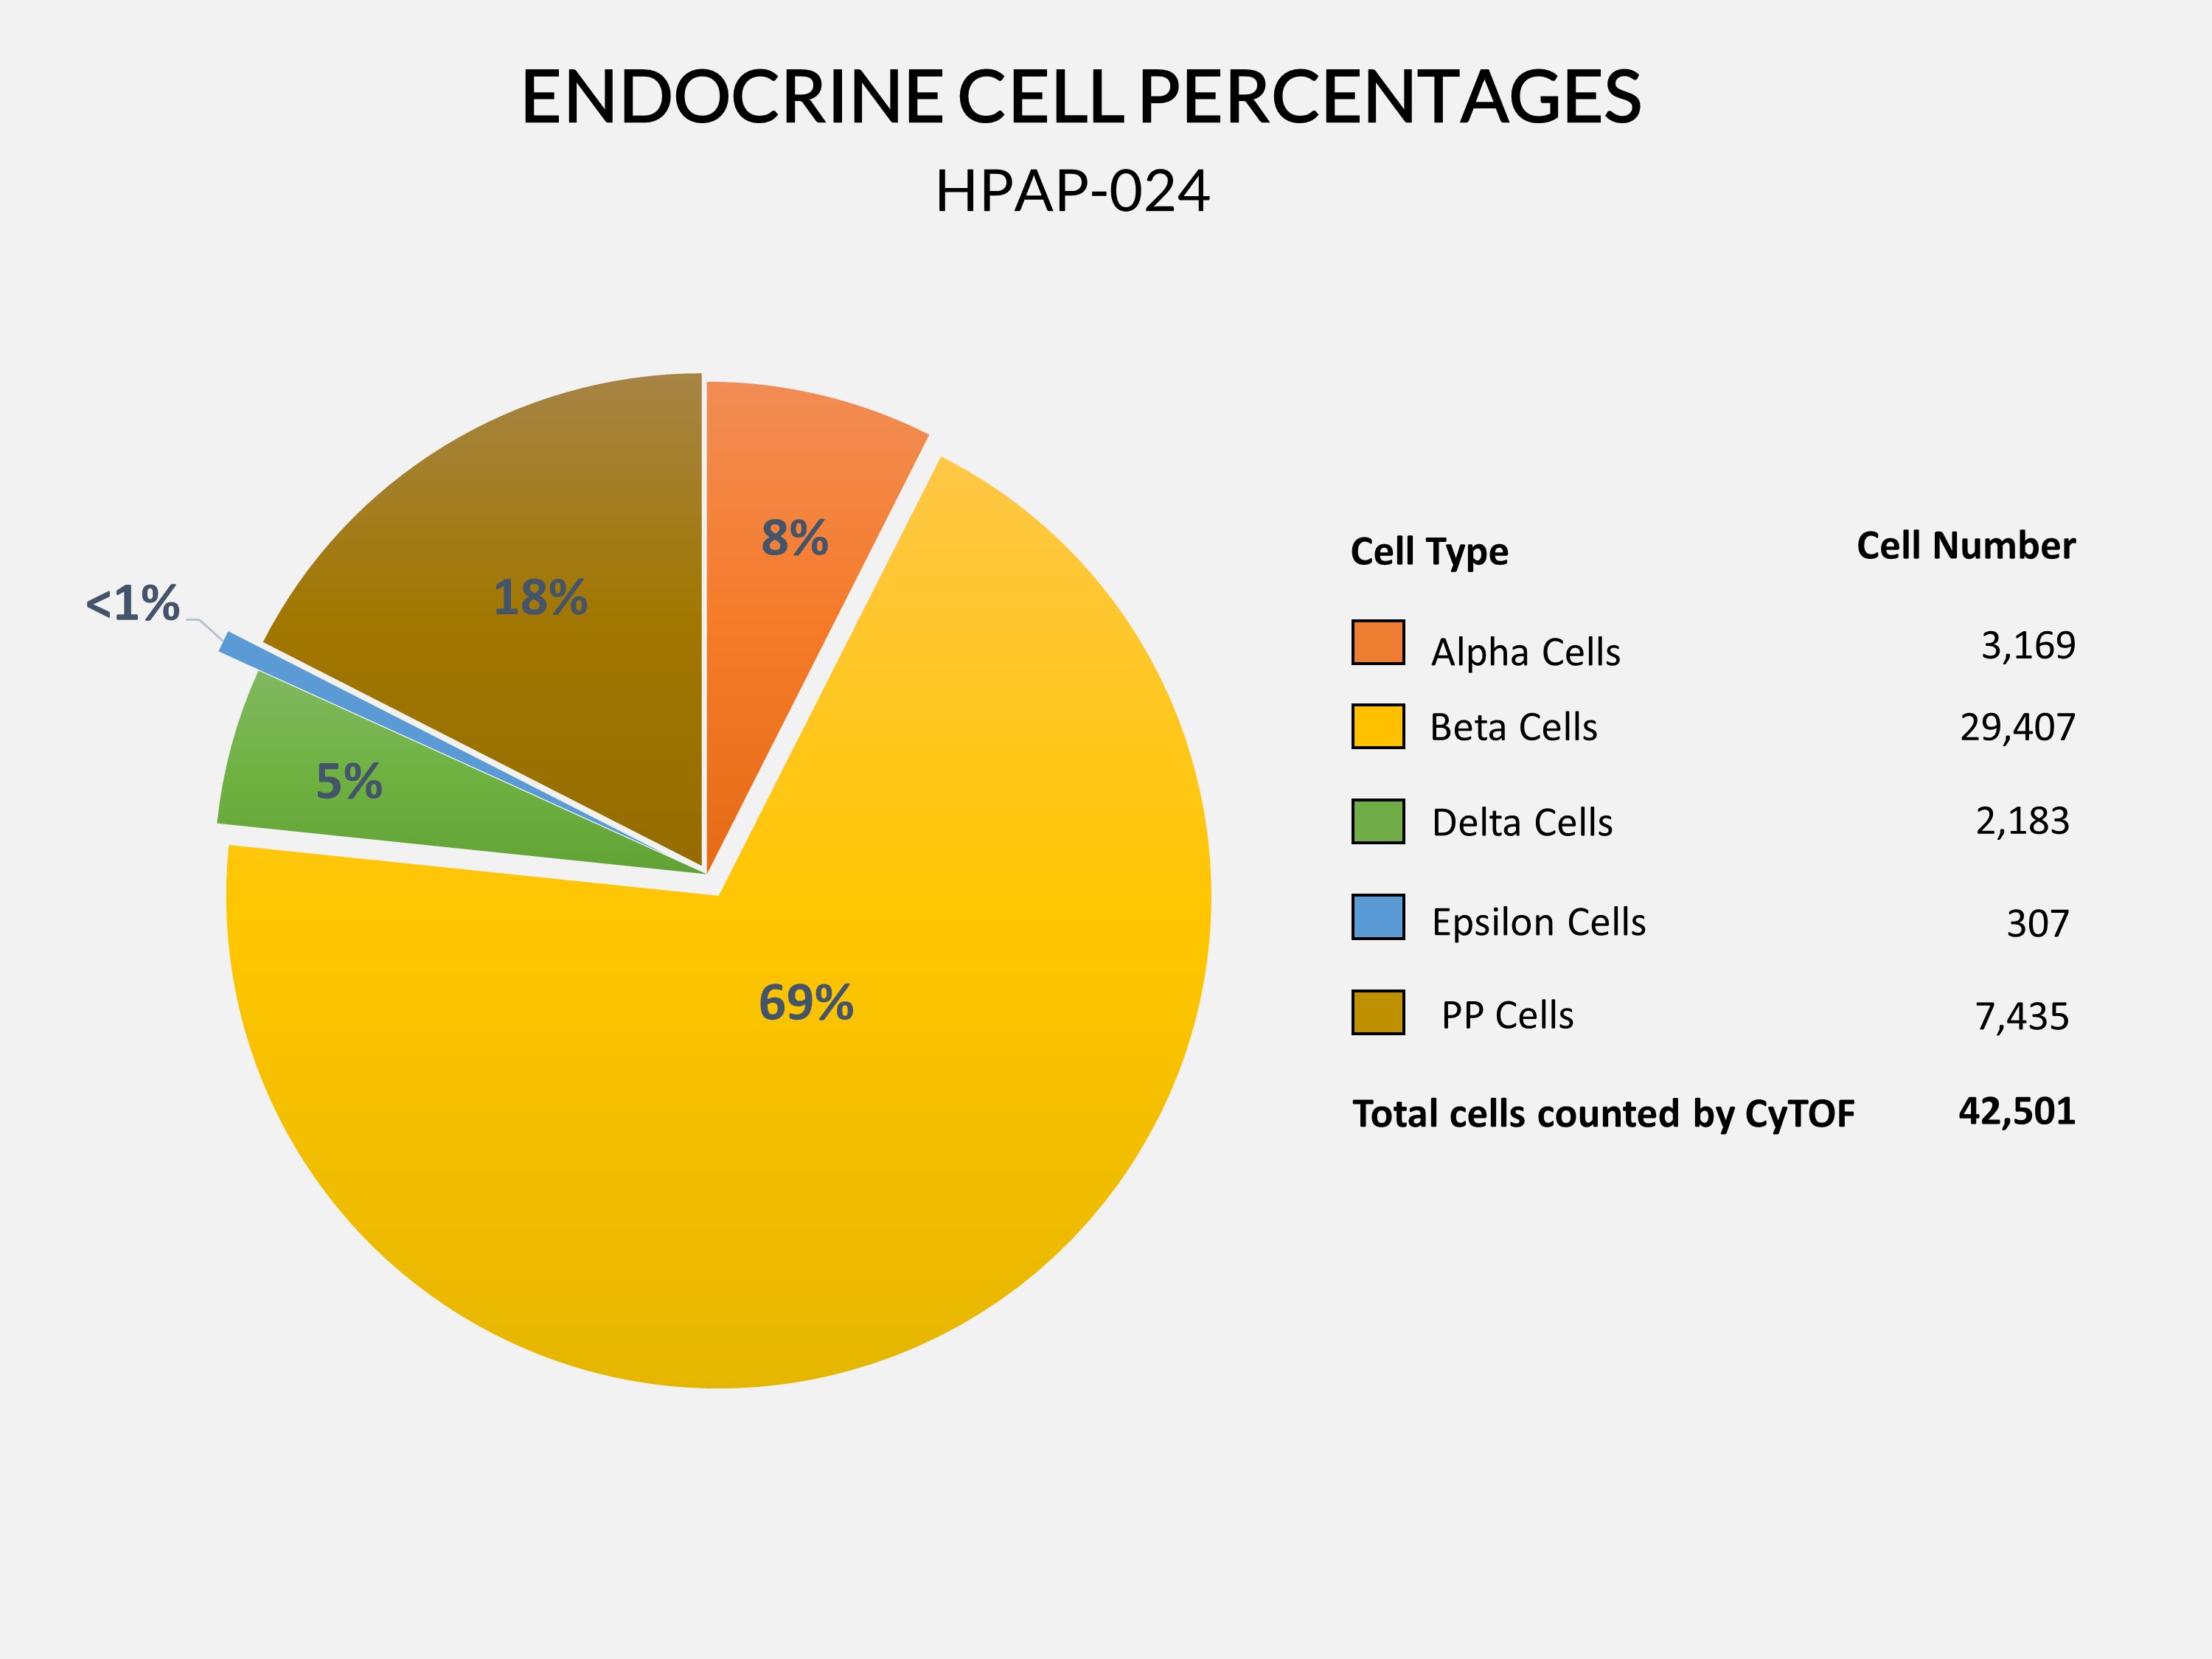 ENDOCRINE CELL PERCENTAGES
HPAP-024
8%
18%
<1%
5%
69%
Cell Type Cell Number
Alpha Cells 3,169
Beta Cells 29,407
Delta Cells 2,183
Epsilon Cells 307
PP Cells 7,435
Total cells counted by CyTOF 42,501